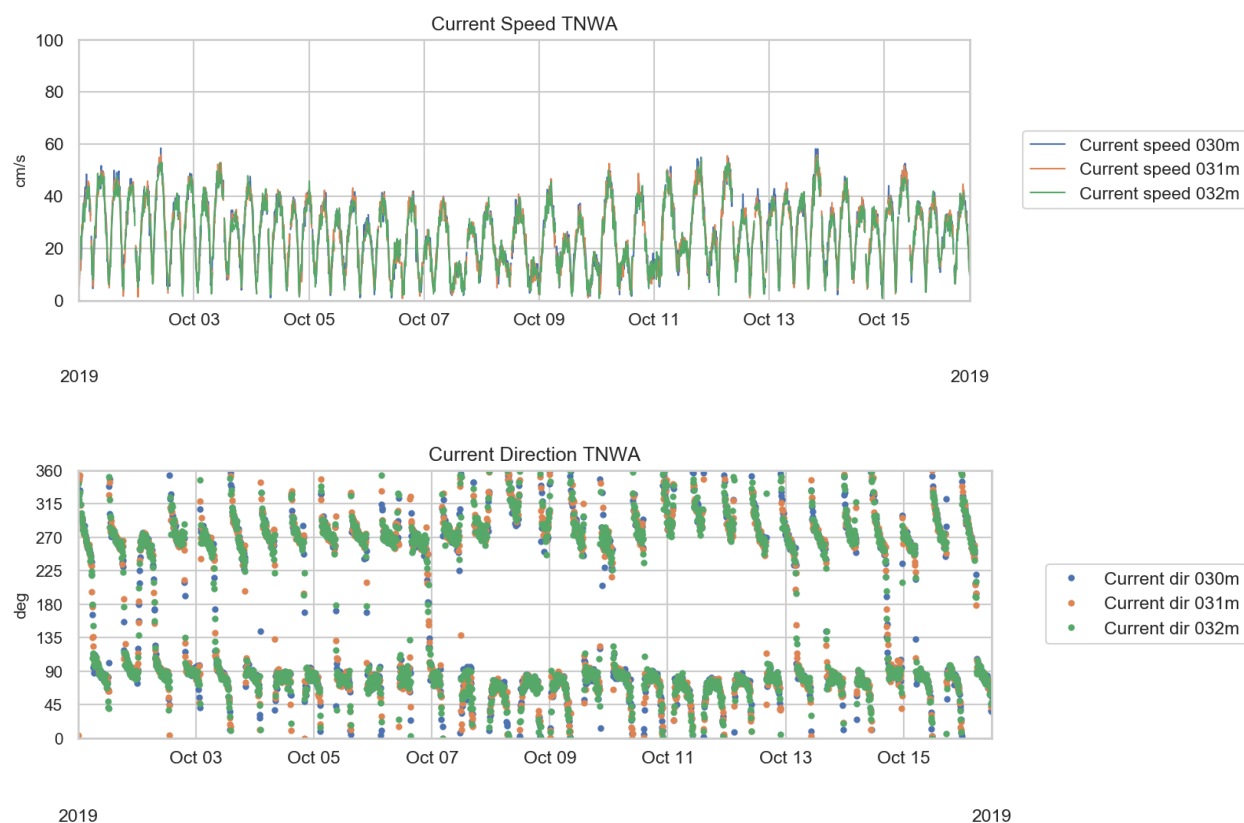 Current Speed TNWA
100
80
60
40
20
0
cm/s
Oct 03 Oct 05 Oct 07 Oct 09 Oct 11 Oct 13 Oct 15
2019 2019
Current speed 030m
Current speed 031m
Current speed 032m
Current Direction TNWA
360
315
270
225
180
135
90
45
0
deg
Oct 03 Oct 05 Oct 07 Oct 09 Oct 11 Oct 13 Oct 15
2019 2019
Current dir 030m
Current dir 031m
Current dir 032m